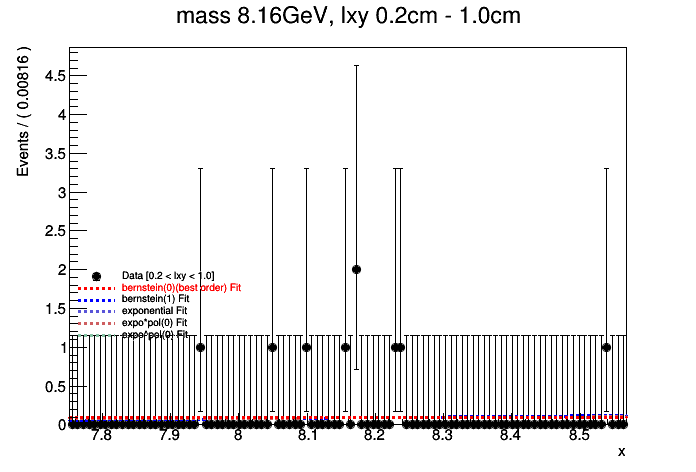 mass 8.16GeV, lxy 0.2cm - 1.0cm
Events / ( 0.00816 )
4.5
4
3.5
3
2.5
2
1.5
1
0.5
0
Data [0.2 < lxy < 1.0]
bernstein(0)(best order) Fit
bernstein(1) Fit
exponential Fit
expo*pol(0) Fit
expo*pol(0) Fit
7.8 7.9 8 8.1 8.2 8.3 8.4 8.5
x